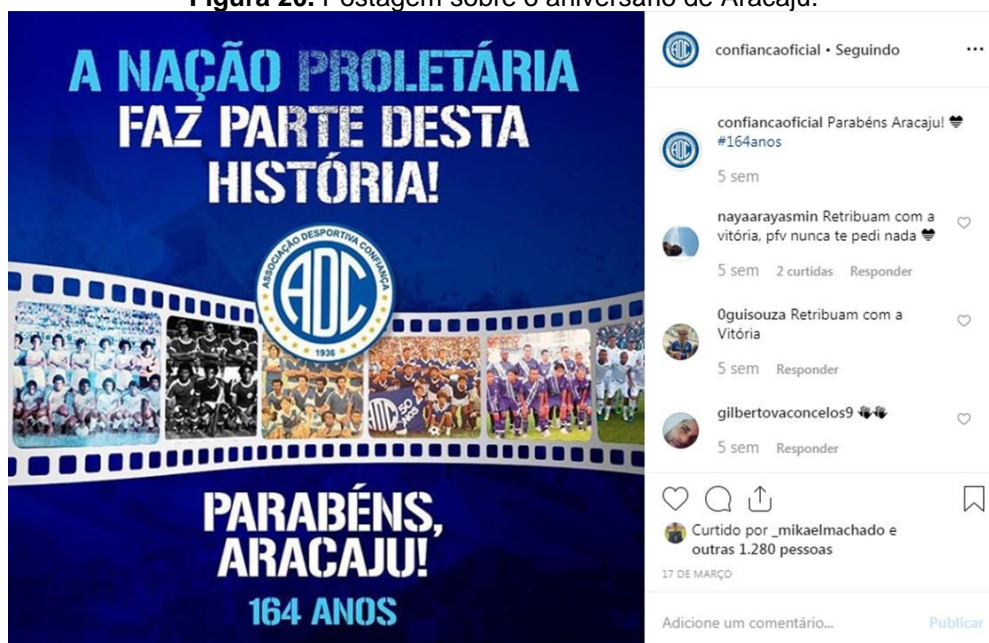 Figura 20. Postagem sobre o aniversário de Aracaju.
A NAÇÃO PROLETÁRIA
FAZ PARTE DESTA
HISTÓRIA!
ASSOCIAÇÃO DESPORTIVA CONFIANÇA
ADC
1936
ADC
50
PARABÉNS,
ARACAJU!
164 ANOS
confiancaoficial • Seguindo
confiancaoficial Parabéns Aracaju! 🖤
#164anos
5 sem
nayaarayasmin Retribuam com a
vitória, pfv nunca te pedi nada 🖤
5 sem 2 curtidas Responder
0guisouza Retribuam com a
Vitória
5 sem Responder
gilbertovaconcelos9 👏👏
5 sem Responder
Curtido por _mikaelmachado e
outras 1.280 pessoas
17 DE MARÇO
Adicione um comentário... Publicar